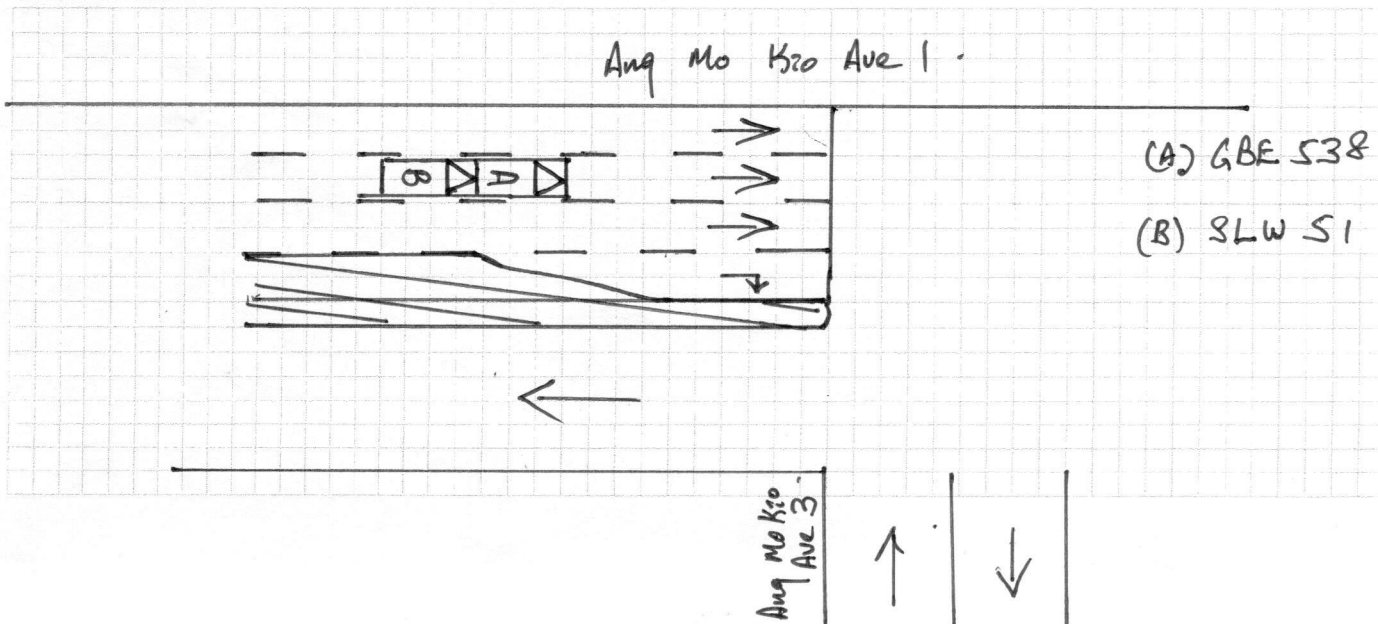 Ang Mo Kio Ave 1.
(A) GBE 538
B A
(B) SLW 51
Ang Mo Kio
Ave 3.